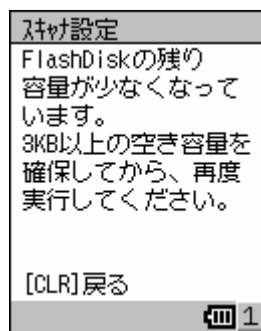 ｽｷｬﾅ設定
FlashDiskの残り
容量が少なくなって
います。
3KB以上の空き容量を
確保してから、再度
実行してください。
[CLR]戻る
1